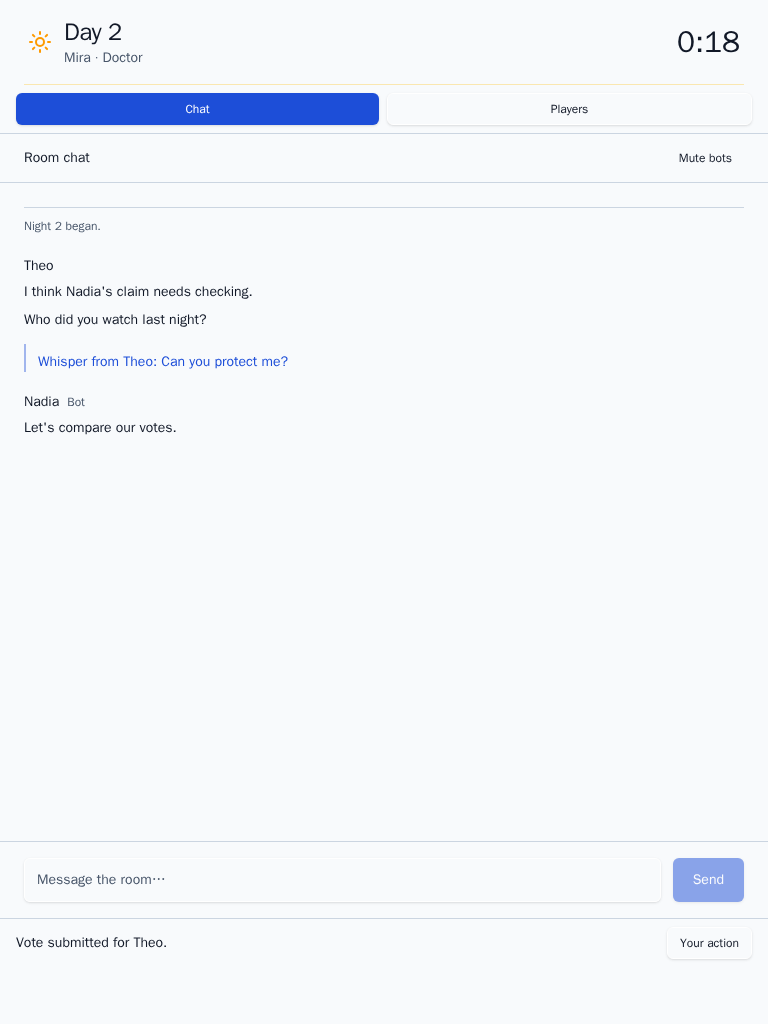 Day 2
Mira · Doctor
0:18
Chat
Players
Room chat
Mute bots
Night 2 began.
Theo
I think Nadia's claim needs checking.
Who did you watch last night?
Whisper from Theo: Can you protect me?
Nadia Bot
Let's compare our votes.
Message the room…
Send
Vote submitted for Theo.
Your action